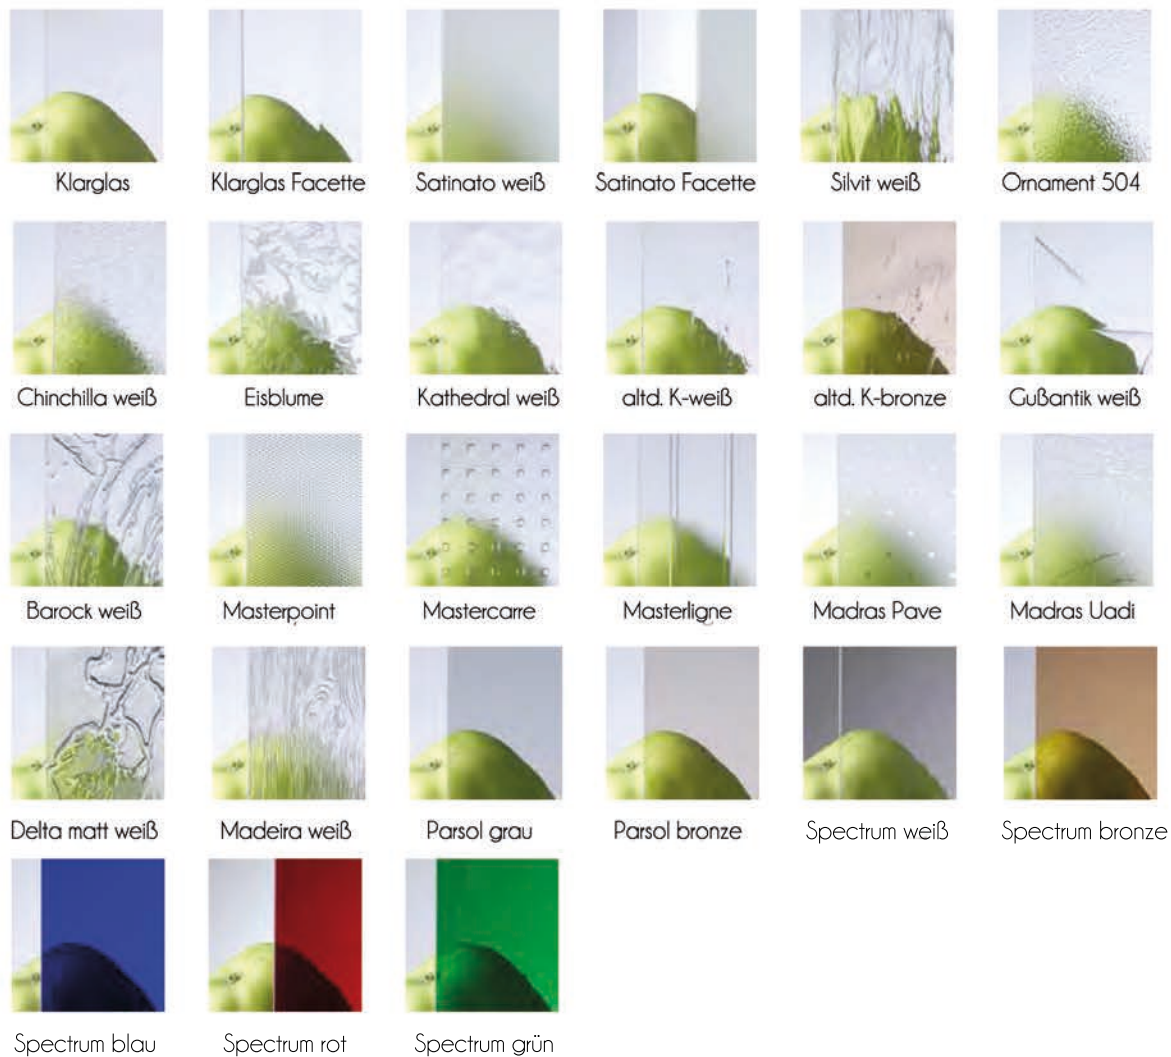 Klarglas
Klarglas Facette
Satinato weiß
Satinato Facette
Silvit weiß
Ornament 504
Chinchilla weiß
Eisblume
Kathedral weiß
altd. K-weiß
altd. K-bronze
Gußantik weiß
Barock weiß
Masterpoint
Mastercarre
Masterligne
Madras Pave
Madras Uadi
Delta matt weiß
Madeira weiß
Parsol grau
Parsol bronze
Spectrum weiß
Spectrum bronze
Spectrum blau
Spectrum rot
Spectrum grün